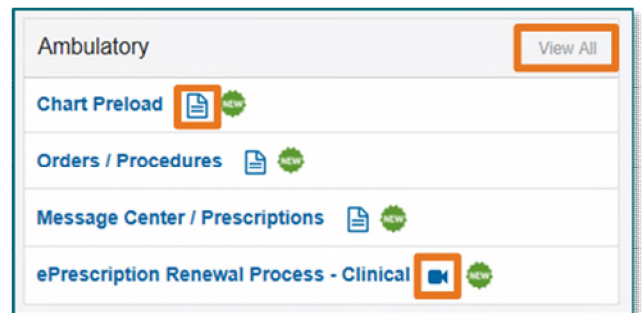 Ambulatory View All
Chart Preload NEW
Orders / Procedures NEW
Message Center / Prescriptions NEW
ePrescription Renewal Process - Clinical NEW